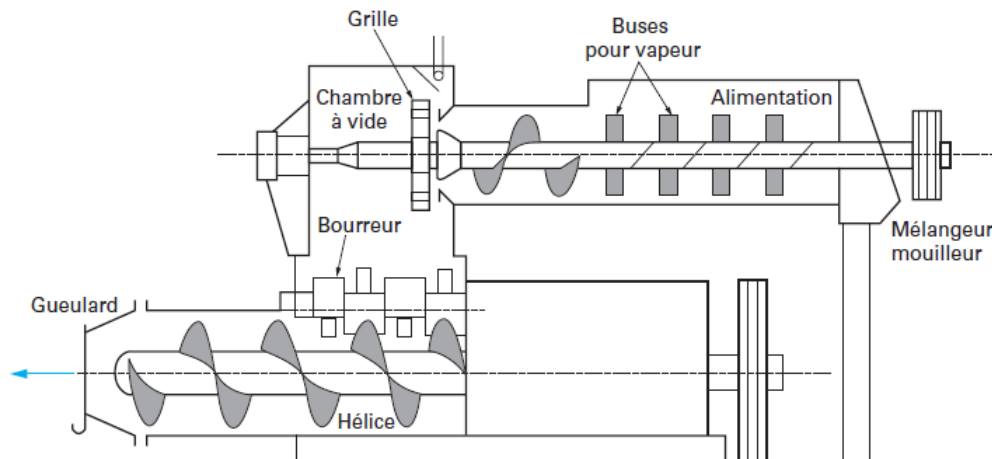 Grille
Buses
pour vapeur
Chambre
à vide
Alimentation
Bourreur
Mélangeur
mouilleur
Gueulard
Hélice